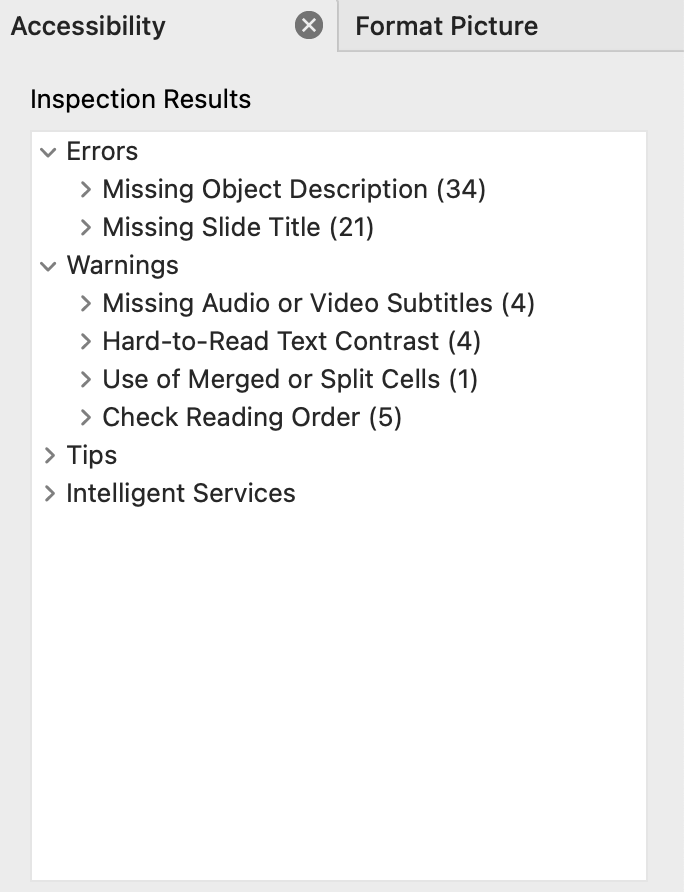 Accessibility
Format Picture
Inspection Results
Errors
Missing Object Description (34)
Missing Slide Title (21)
Warnings
Missing Audio or Video Subtitles (4)
Hard-to-Read Text Contrast (4)
Use of Merged or Split Cells (1)
Check Reading Order (5)
Tips
Intelligent Services